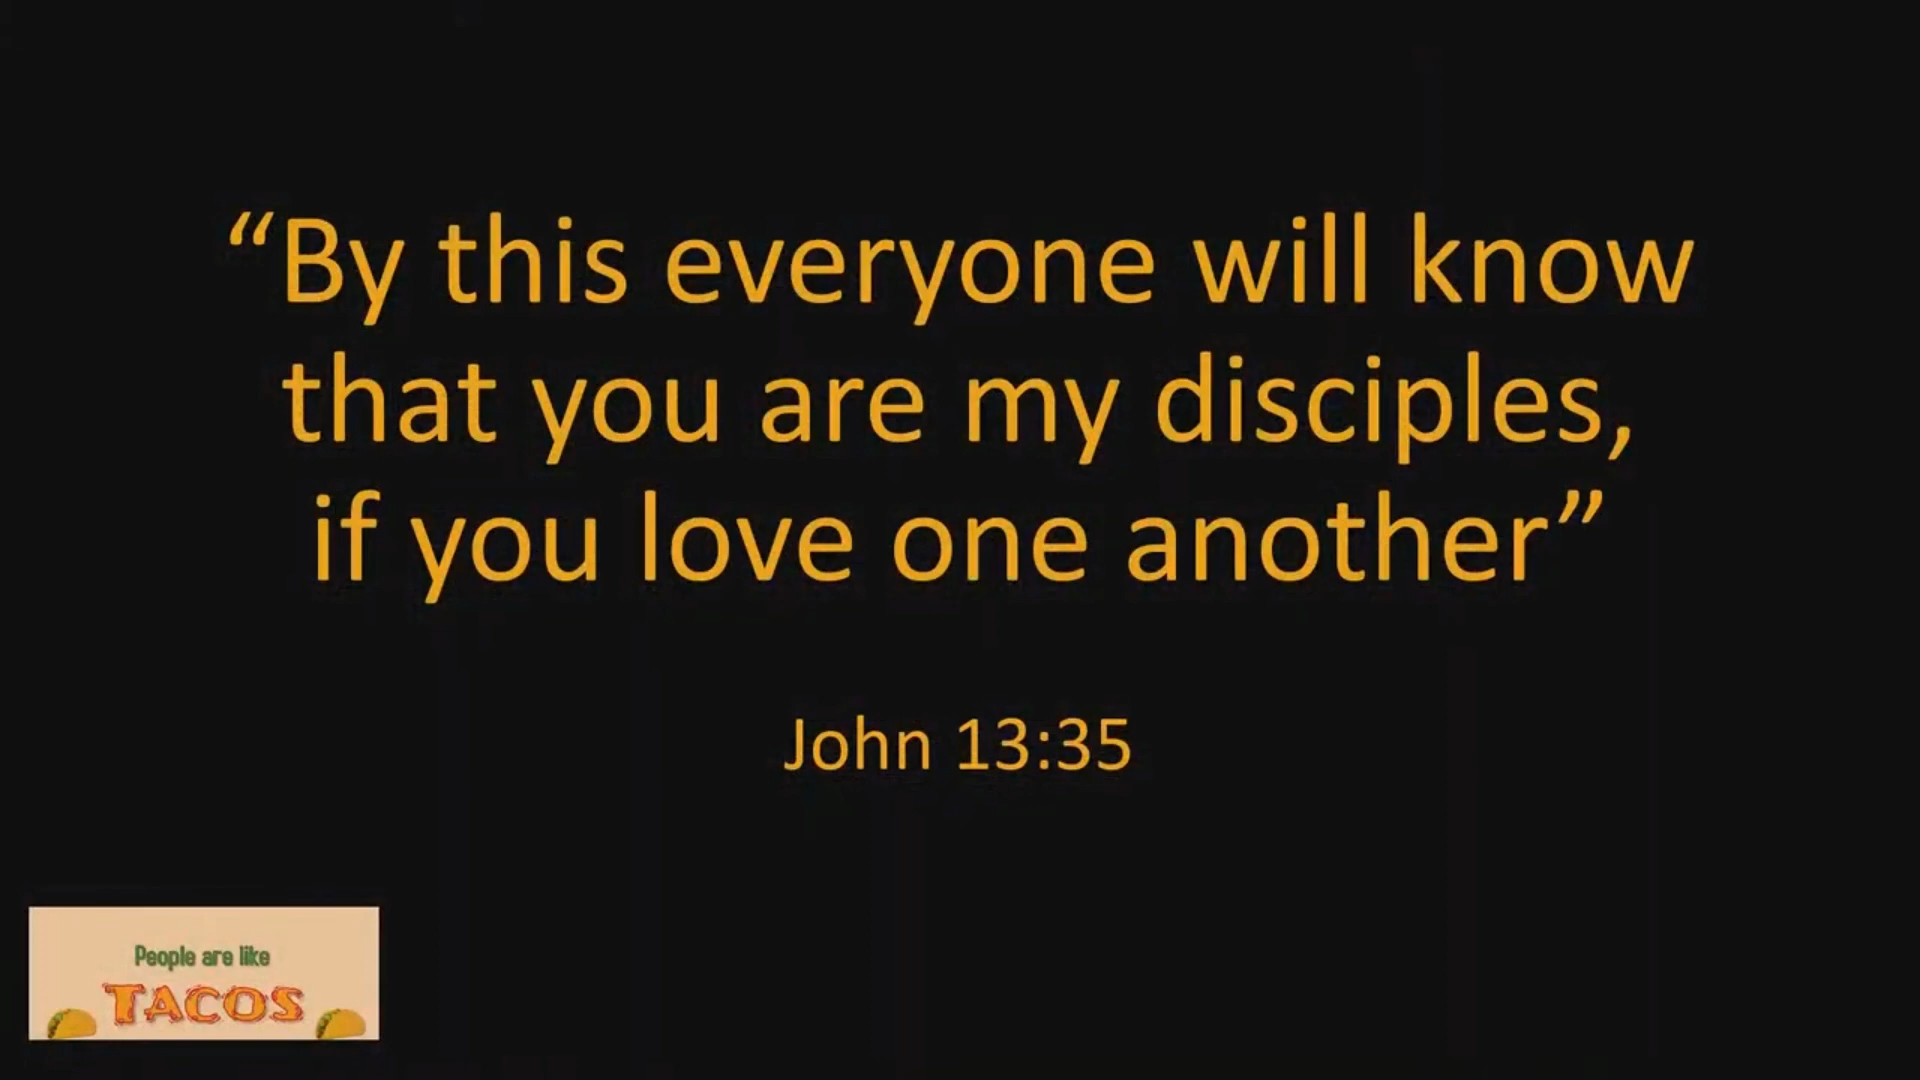 “By this everyone will know
that you are my disciples,
if you love one another”
John 13:35
People are like
TACOS